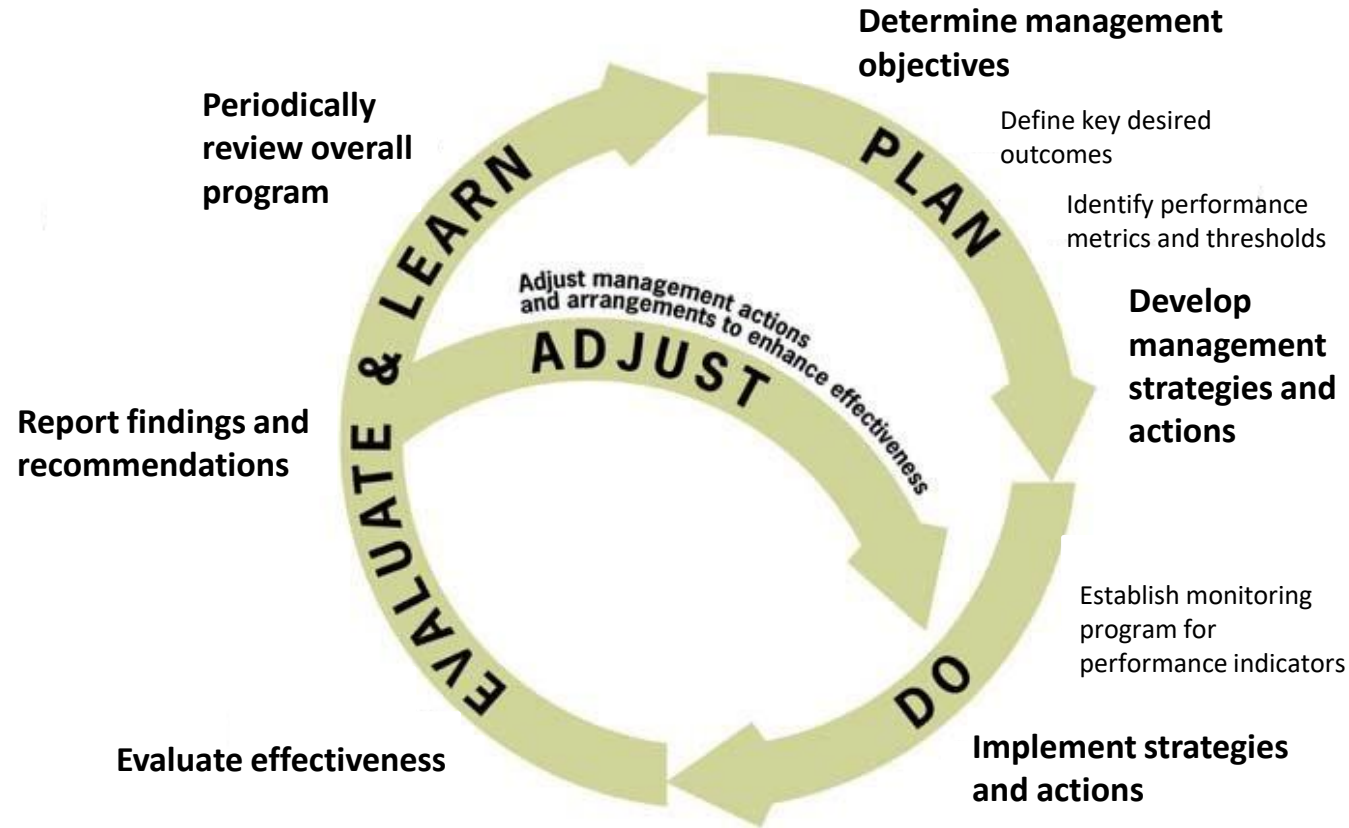 Determine management
objectives
Define key desired
outcomes
Identify performance
metrics and thresholds
Develop
management
strategies and
actions
Establish monitoring
program for
performance indicators
Implement strategies
and actions
Evaluate effectiveness
Report findings and
recommendations
Periodically
review overall
program
PLAN
DO
EVALUATE & LEARN
Adjust management actions
and arrangements to enhance effectiveness
ADJUST